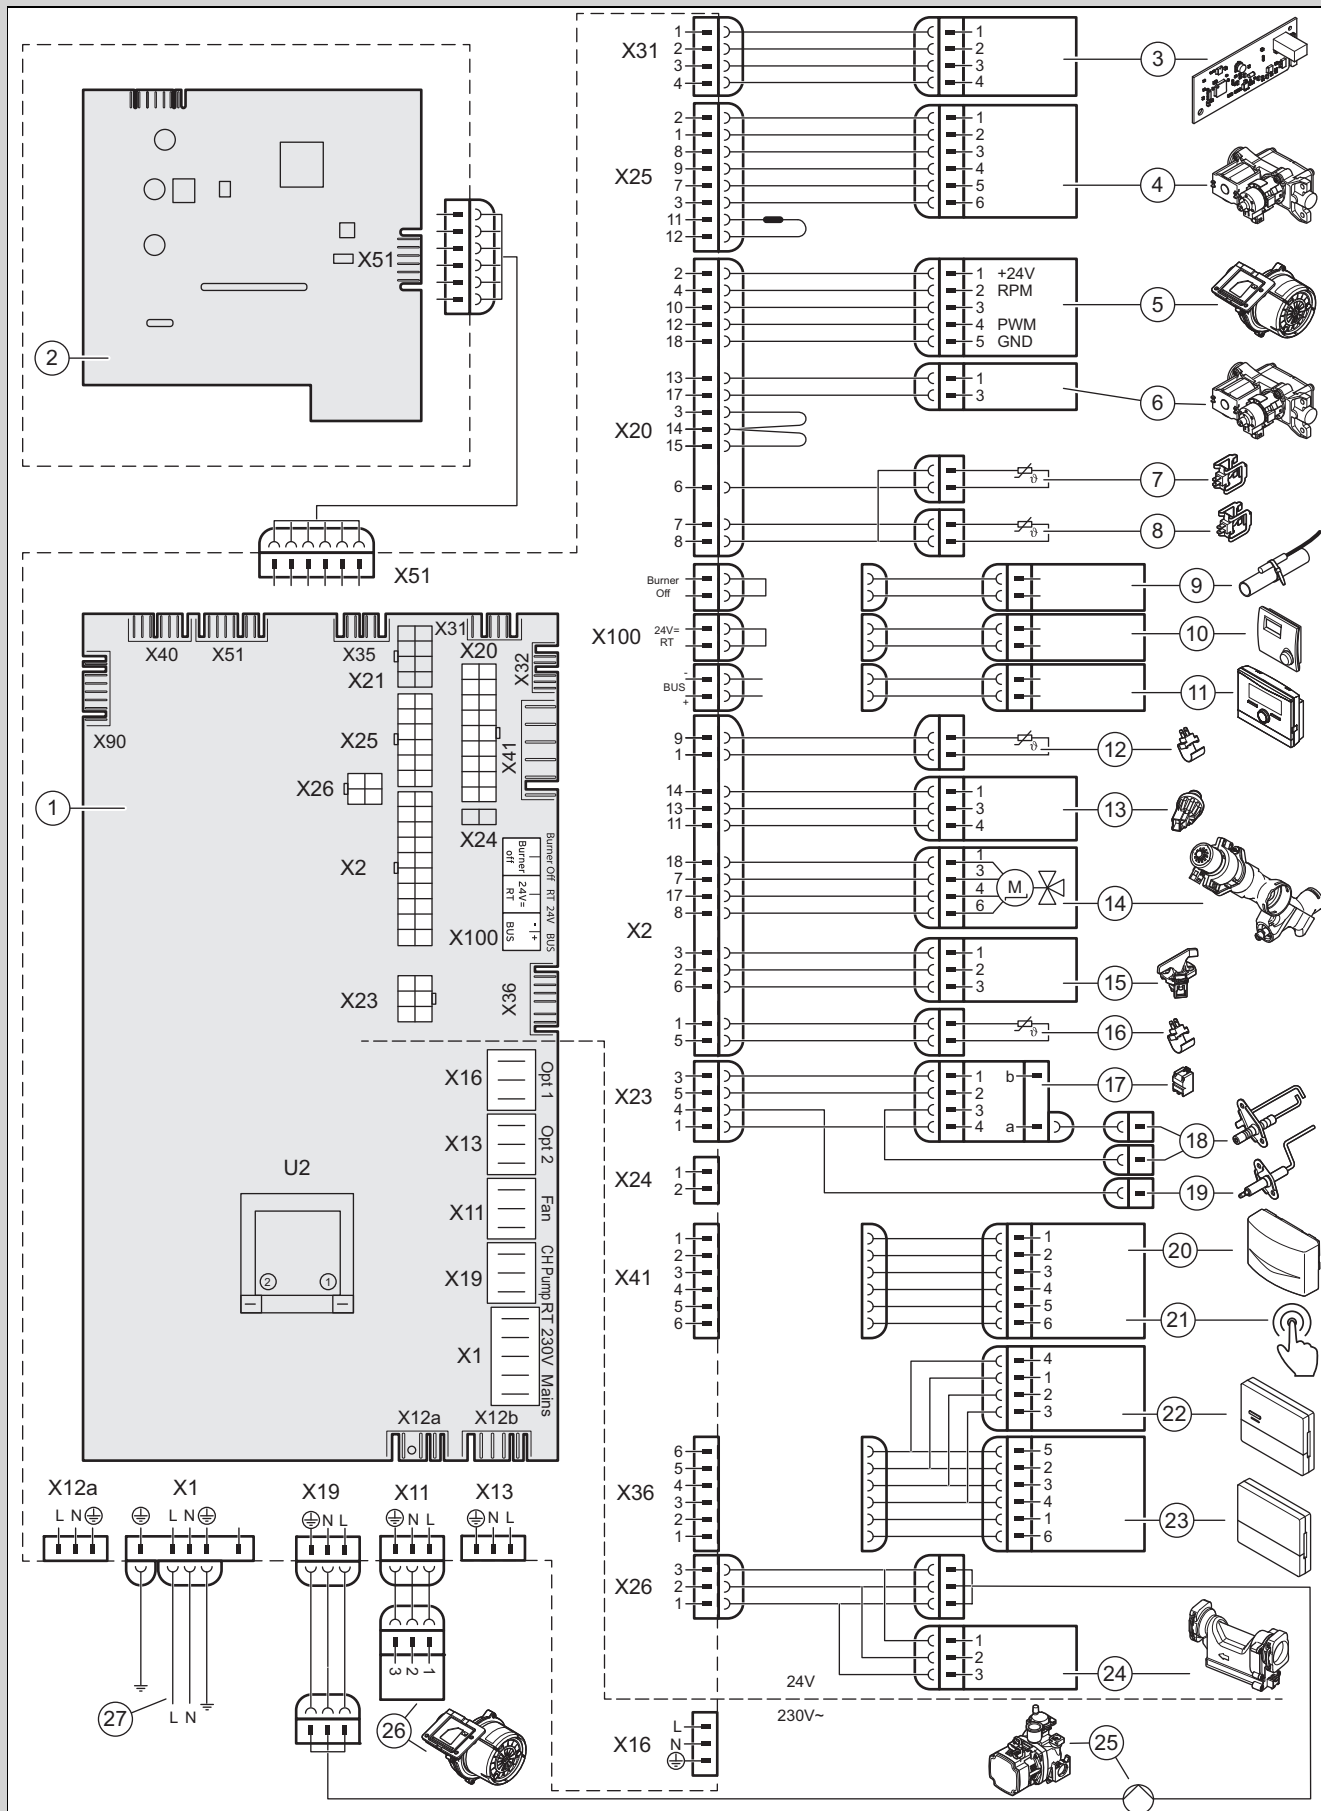 X31
1 1
2 2
3 3
4 4
3
X25
2 1
1 2
8 3
9 4
7 5
3 6
11
12
4
X51
2
X20
2 1 +24V
4 2 RPM
10 3
12 4 PWM
18 5 GND
5
13 1
17 3
6
3
14
15
6
ϑ
7
7
8
ϑ
8
X51
Burner
Off
9
X100
24V=
RT
10
-
BUS
+
11
X40
X51
X35
X31
X21
X20
X32
X90
X25
X41
X26
1
X24
X2
Burner
off
24V=
RT
BUS
- +
Burner Off RT 24V BUS
X100
X23
X36
X16
Opt 1
X13
Opt 2
U2
X11
Fan
X19
CH Pump
2
1
X1
RT 230V Mains
X12a
X12b
X2
9
1
ϑ
12
14 1
13 3
11 4
13
18 1
7 3
17 4
8 6
M
14
3 1
2 2
6 3
15
1
5
ϑ
16
X23
3 1 b
5 2
4 3
1 4 a
17
18
X24
1
2
19
X41
1 1
2 2
3 3
4 4
5 5
6 6
20
21
4
1
2
3
22
X36
6 5
5 2
4 3
3 4
2 1
1 6
23
X26
3
2
1
1
2
3
24
24V
230V~
X12a
L N
X1
L N
X19
N L
X11
N L
X13
N L
3 2 1
27
L N
26
X16
L
N
25